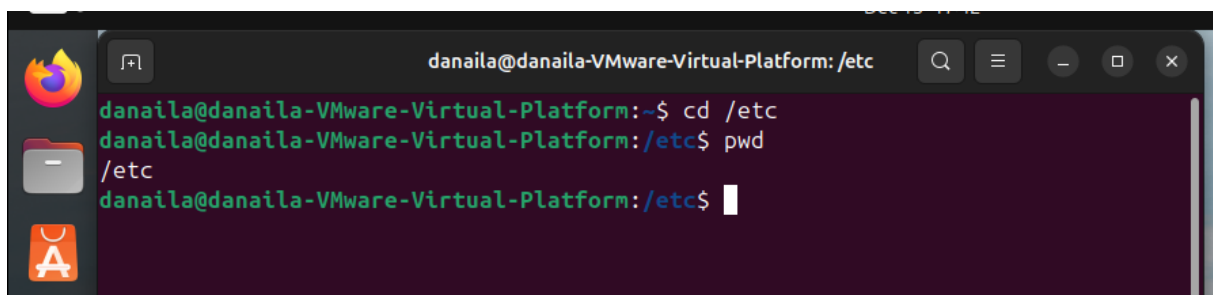 danaila@danaila-VMware-Virtual-Platform: /etc
danaila@danaila-VMware-Virtual-Platform:~$ cd /etc
danaila@danaila-VMware-Virtual-Platform:/etc$ pwd
/etc
danaila@danaila-VMware-Virtual-Platform:/etc$